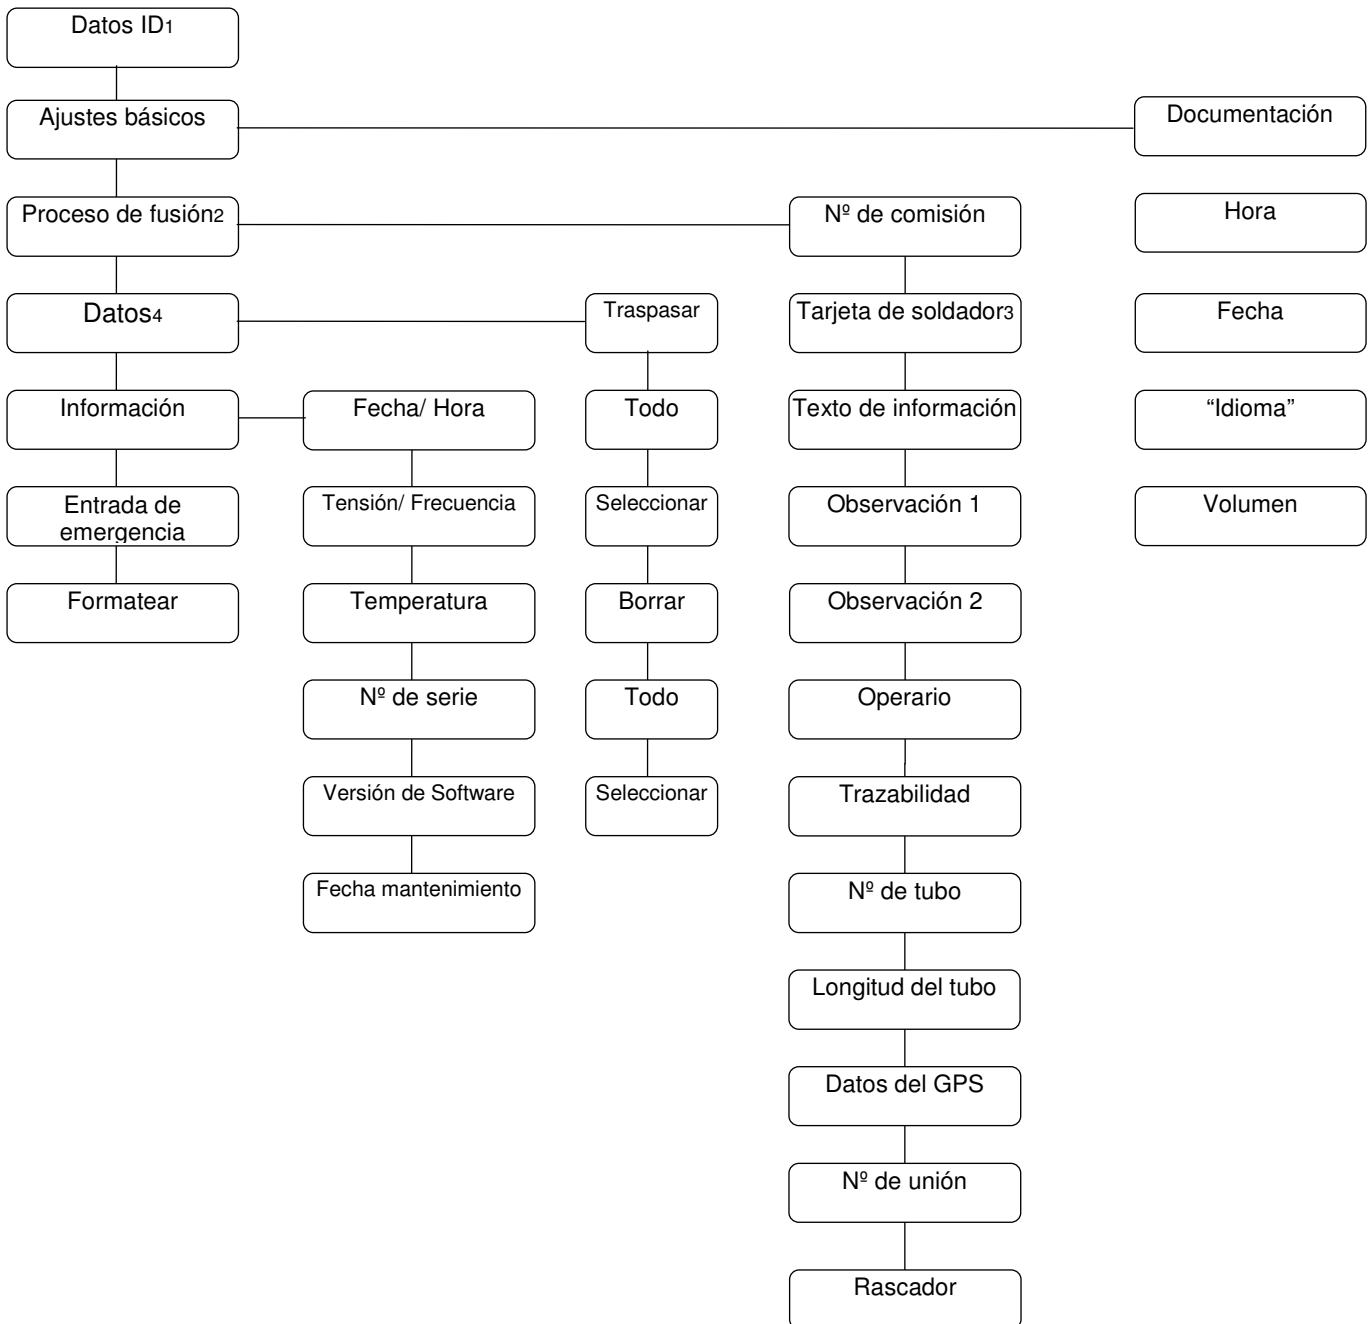 Datos ID1
Ajustes básicos
Documentación
Proceso de fusión2
Nº de comisión
Hora
Datos4
Traspasar
Tarjeta de soldador3
Fecha
Información
Fecha/ Hora
Todo
Texto de información
“Idioma”
Entrada de
emergencia
Tensión/ Frecuencia
Seleccionar
Observación 1
Volumen
Formatear
Temperatura
Borrar
Observación 2
Nº de serie
Todo
Operario
Versión de Software
Seleccionar
Trazabilidad
Fecha mantenimiento
Nº de tubo
Longitud del tubo
Datos del GPS
Nº de unión
Rascador